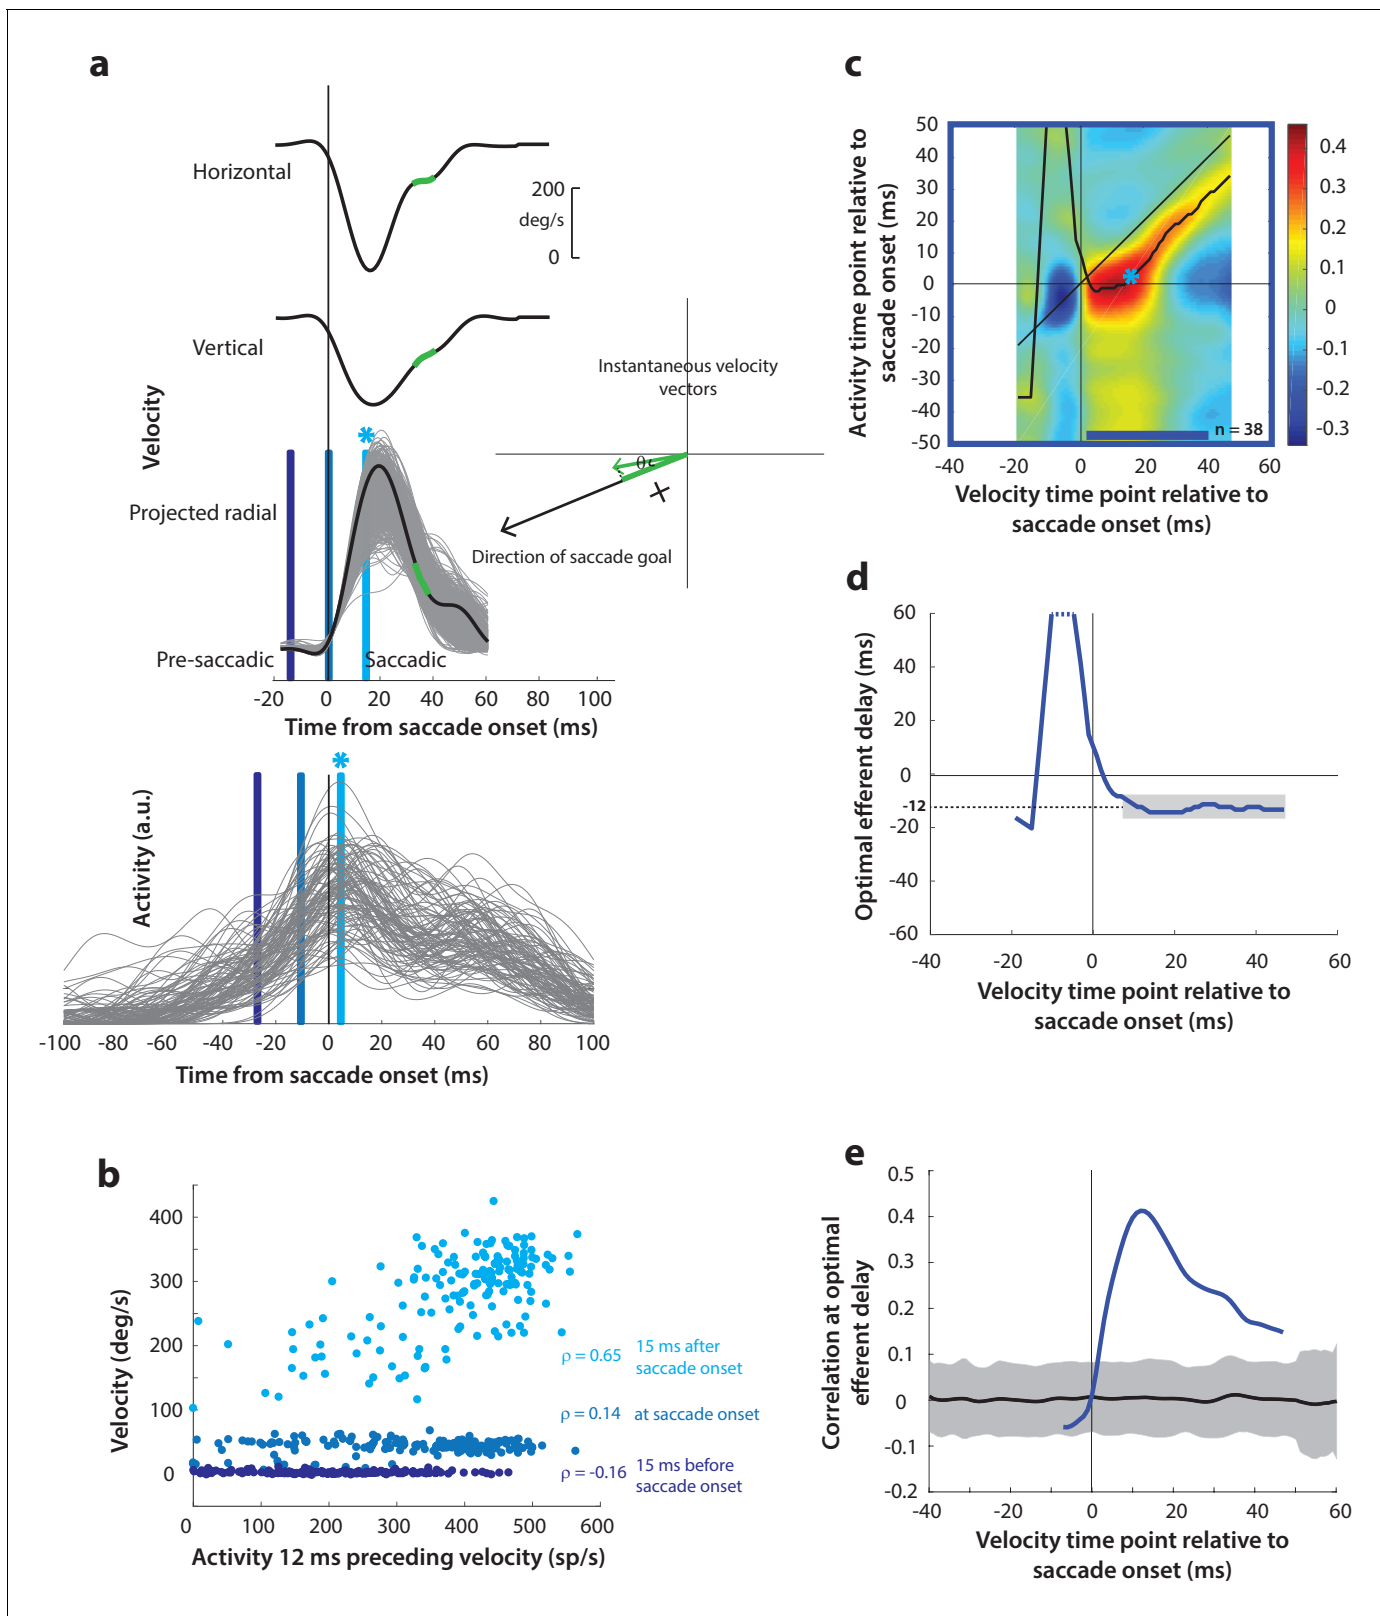 a
Horizontal
200
deg/s
0
Vertical
Velocity
Instantaneous velocity
vectors
θ
Projected radial
Direction of saccade goal
Pre-saccadic
Saccadic
-20 0 20 40 60 80 100
Time from saccade onset (ms)
Activity (a.u.)
-100 -80 -60 -40 -20 0 20 40 60 80 100
Time from saccade onset (ms)
b
Velocity (deg/s)
400
300
200
100
0
ρ = 0.65 15 ms after
saccade onset
ρ = 0.14 at saccade onset
ρ = -0.16 15 ms before
saccade onset
0 100 200 300 400 500 600
Activity 12 ms preceding velocity (sp/s)
c
Activity time point relative to
saccade onset (ms)
50
40
30
20
10
0
-10
-20
-30
-40
-50
n = 38
0.4
0.3
0.2
0.1
0
-0.1
-0.2
-0.3
-40 -20 0 20 40 60
Velocity time point relative to
saccade onset (ms)
d
Optimal efferent delay (ms)
60
40
20
0
-12
-20
-40
-60
-40 -20 0 20 40 60
Velocity time point relative to
saccade onset (ms)
e
Correlation at optimal
efferent delay
0.5
0.4
0.3
0.2
0.1
0
-0.1
-0.2
-40 -20 0 20 40 60
Velocity time point relative to
saccade onset (ms)